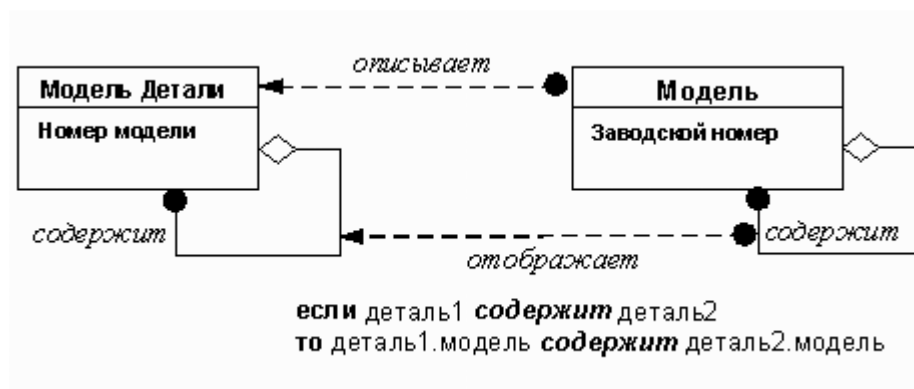 описывает
Модель Детали
Модель
Номер модели
Заводской номер
содержит
содержит
отображает
если деталь1 содержит деталь2
то деталь1.модель содержит деталь2.модель